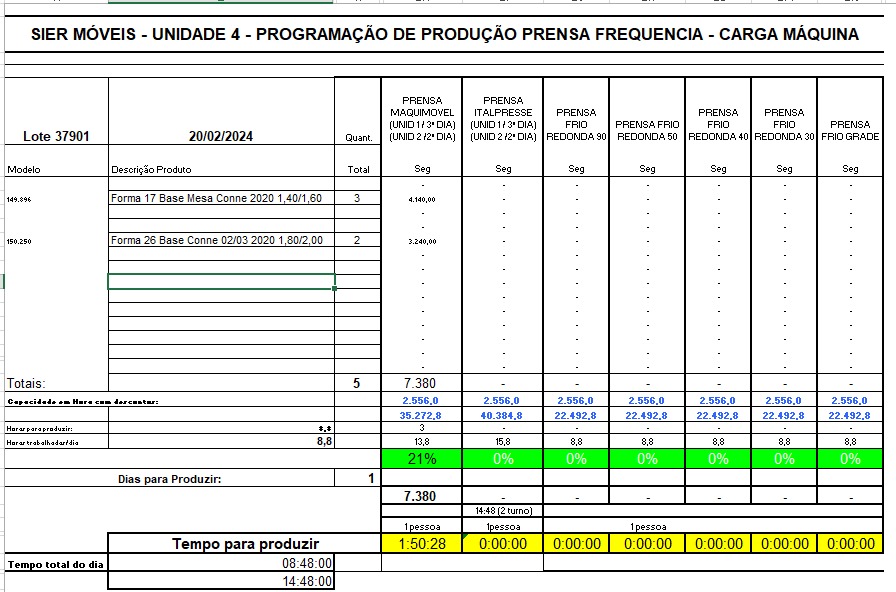 SIER MÓVEIS - UNIDADE 4 - PROGRAMAÇÃO DE PRODUÇÃO PRENSA FREQUENCIA - CARGA MÁQUINA
Lote 37901 20/02/2024 Quant. PRENSA MAQUIMOVEL (UNID 1 / 3ª DIA) (UNID 2 /2ª DIA) PRENSA ITALPRESSE (UNID 1 / 3ª DIA) (UNID 2 /2ª DIA) PRENSA FRIO REDONDA 90 PRENSA FRIO REDONDA 50 PRENSA FRIO REDONDA 40 PRENSA FRIO REDONDA 30 PRENSA FRIO GRADE
Modelo Descrição Produto Total Seg Seg Seg Seg Seg Seg Seg
- - - - - - -
149.896 Forma 17 Base Mesa Conne 2020 1,40/1,60 3 4.140,00 - - - - - -
- - - - - - -
- - - - - - -
150.250 Forma 26 Base Conne 02/03 2020 1,80/2,00 2 3.240,00 - - - - - -
- - - - - - -
- - - - - - -
- - - - - - -
- - - - - - -
- - - - - - -
- - - - - - -
- - - - - - -
- - - - - - -
- - - - - - -
Totais: 5 7.380 - - - - - -
Capacidade em Hora com descontos: 2.556,0 2.556,0 2.556,0 2.556,0 2.556,0 2.556,0 2.556,0
35.272,8 40.384,8 22.492,8 22.492,8 22.492,8 22.492,8 22.492,8
Horas para produzir: 8,8 3 - - - - - -
Horas trabalhadas/dia 8,8 13,8 15,8 8,8 8,8 8,8 8,8 8,8
21% 0% 0% 0% 0% 0% 0%
Dias para Produzir: 1
7.380 - - - - - -
14:48 (2 turno)
1 pessoa 1pessoa 1 pessoa
Tempo para produzir 1:50:28 0:00:00 0:00:00 0:00:00 0:00:00 0:00:00 0:00:00
Tempo total do dia 08:48:00
14:48:00